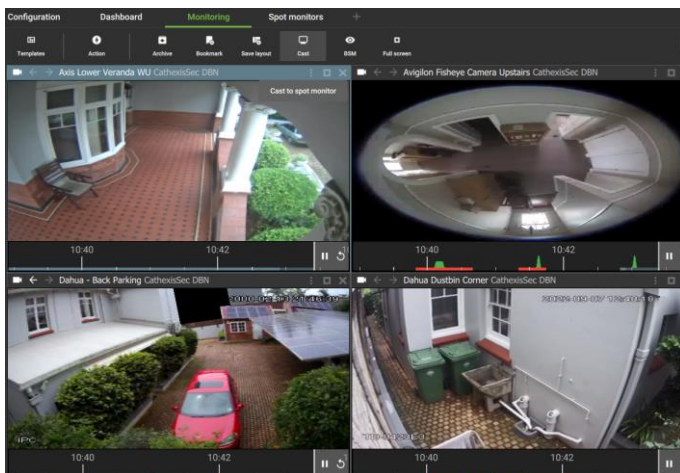 Configuration Dashboard Monitoring Spot monitors +
Templates Action Archive Bookmark Save layout Cast BSM Full screen
Axis Lower Veranda WU CathexisSec DBN
Cast to spot monitor
10:40 10:42
Avigilon Fisheye Camera Upstairs CathexisSec DBN
10:40 10:42
Dahua - Back Parking CathexisSec DBN
IPC
10:40 10:42
Dahua Dustbin Corner CathexisSec DBN
10:40 10:42